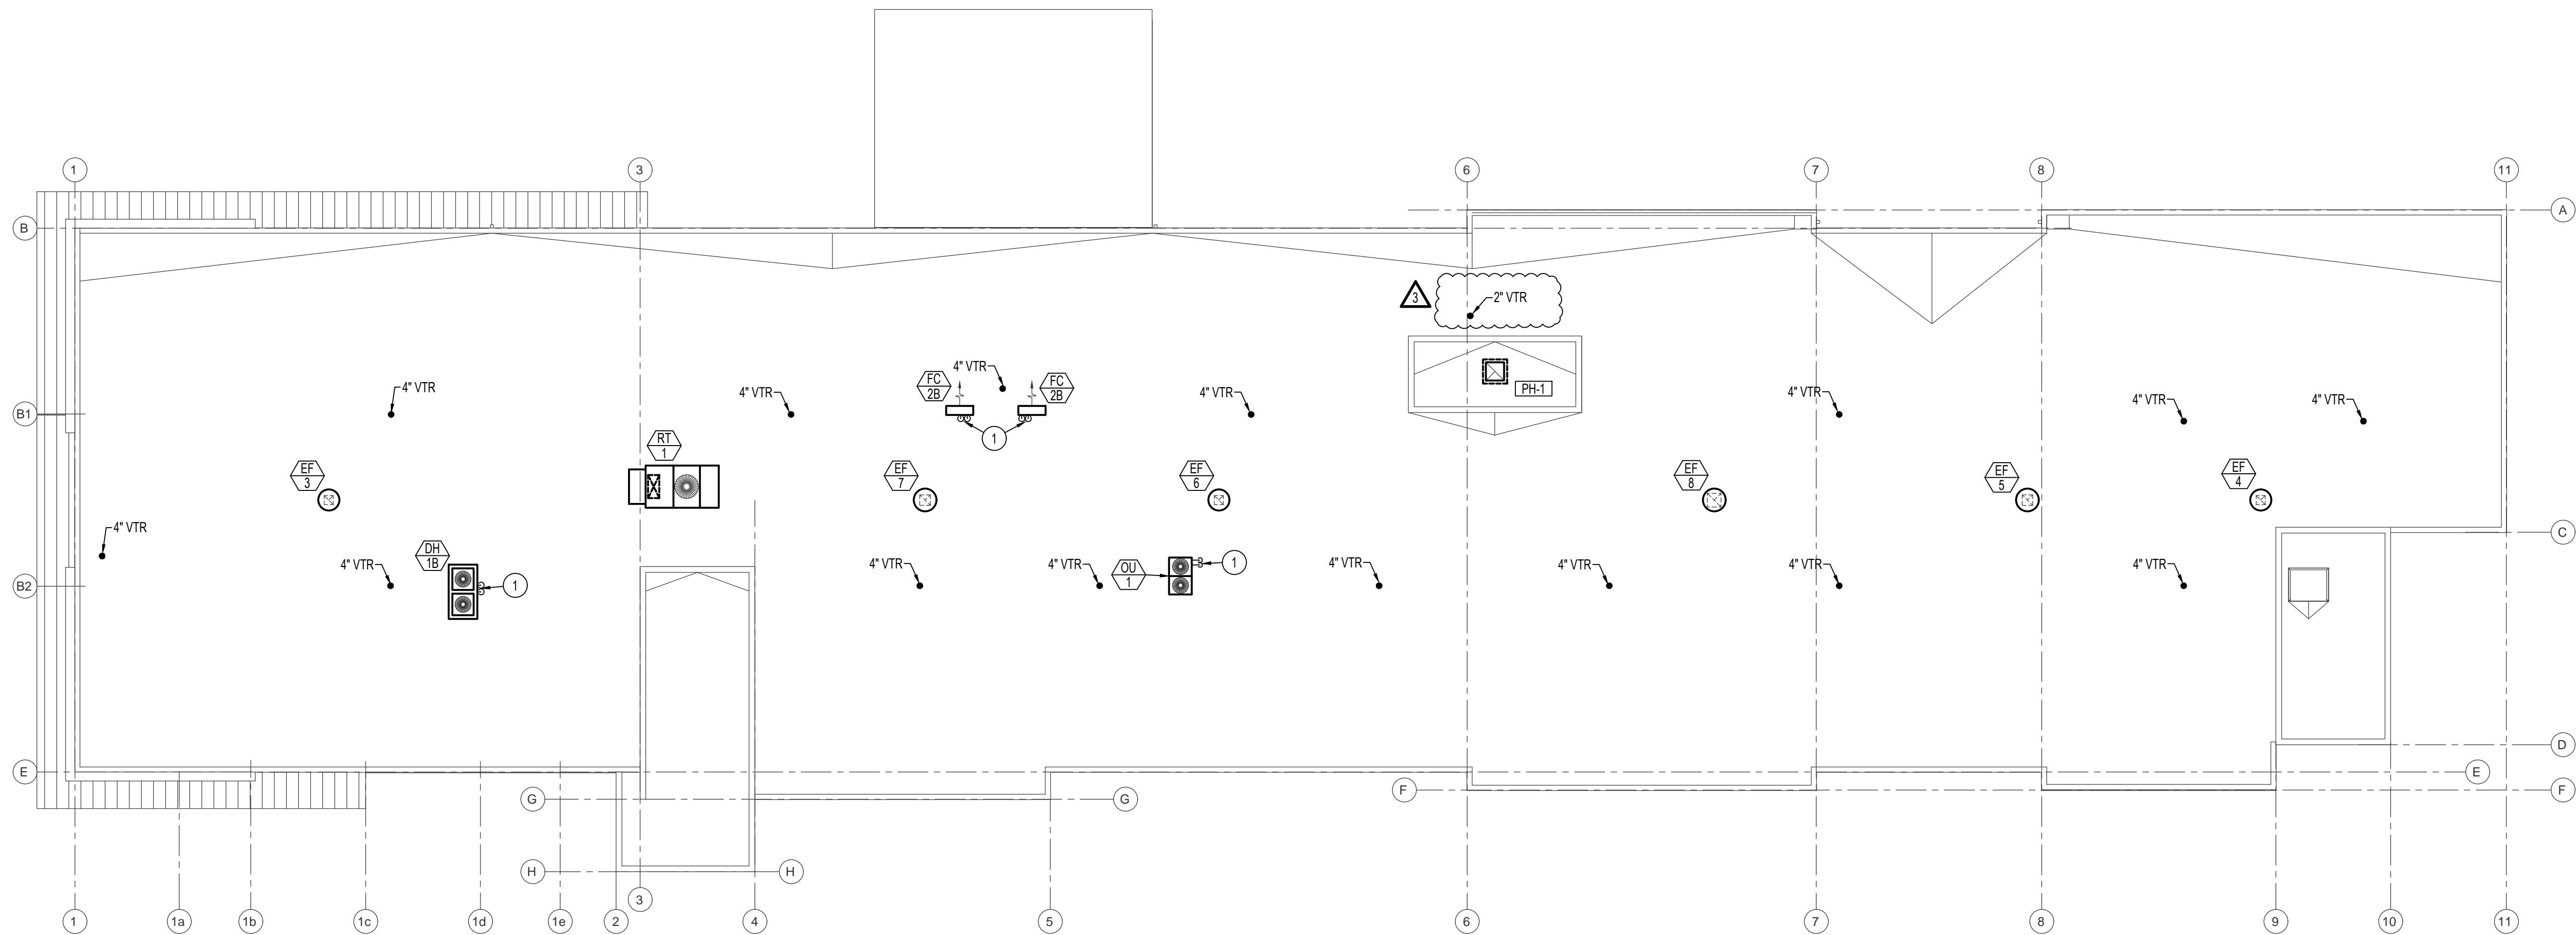 1
3
6
7
8
11
B
A
3
2" VTR
4" VTR
FC
2B
4" VTR
FC
2B
PH-1
4" VTR
4" VTR
4" VTR
4" VTR
4" VTR
B1
1
RT
1
EF
3
EF
7
EF
6
EF
8
EF
5
EF
4
4" VTR
C
DH
1B
4" VTR
1
4" VTR
4" VTR
OU
1
1
4" VTR
4" VTR
4" VTR
4" VTR
B2
D
E
E
G
G
F
F
H
H
3
1
1a
1b
1c
1d
1e
2
4
5
6
7
8
9
10
11